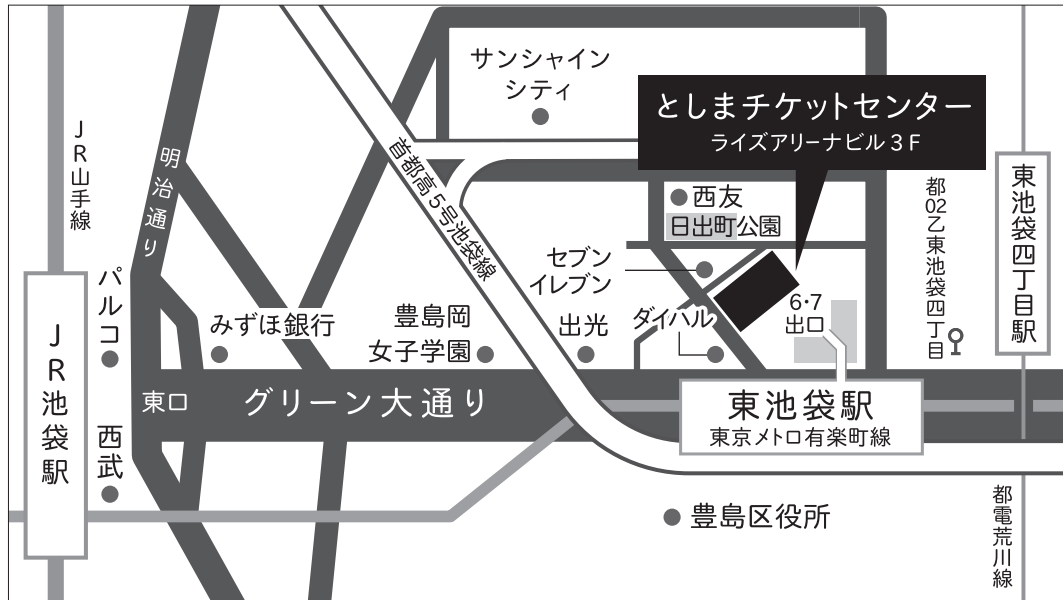 サンシャイン
シティ
としまチケットセンター
ライズアリーナビル3F
JR山手線
明治通り
首都高5号池袋線
西友
日出町公園
都02乙東池袋四丁目
東池袋四丁目駅
セブン
イレブン
パルコ
みずほ銀行
豊島岡
女子学園
出光
ダイハル
6・7
出口
JR池袋駅
東口
グリーン大通り
東池袋駅
東京メトロ有楽町線
西武
豊島区役所
都電荒川線